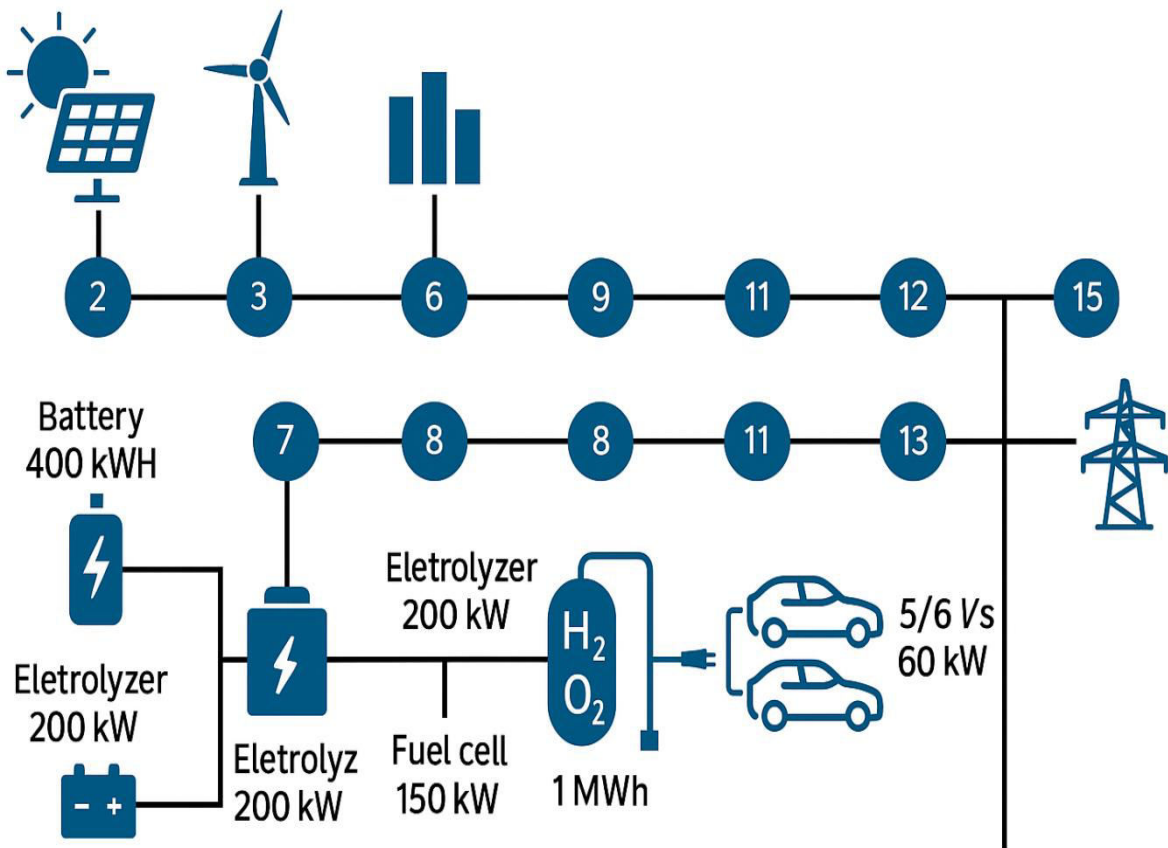 2
3
6
9
11
12
15
7
8
8
11
13
Battery
400 kWH
Eletrolyzer
200 kW
Eletrolyz
200 kW
Eletrolyzer
200 kW
Fuel cell
150 kW
H2
O2
1 MWh
5/6 Vs
60 kW